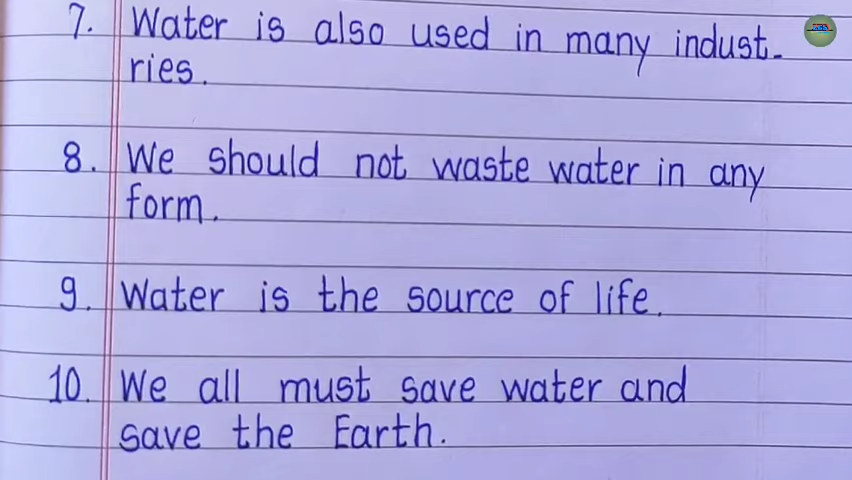 7. Water is also used in many indust-
ries.
8. We should not waste water in any
form.
9. Water is the source of life.
10. We all must save water and
save the Earth.